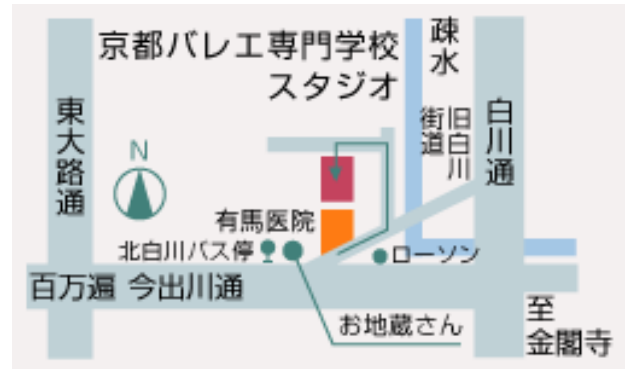 京都バレエ専門学校
スタジオ
疎水
東大路通
旧白川
街道
白川通
N
有馬医院
北白川バス停
ローソン
百万遍 今出川通
お地蔵さん
至
金閣寺